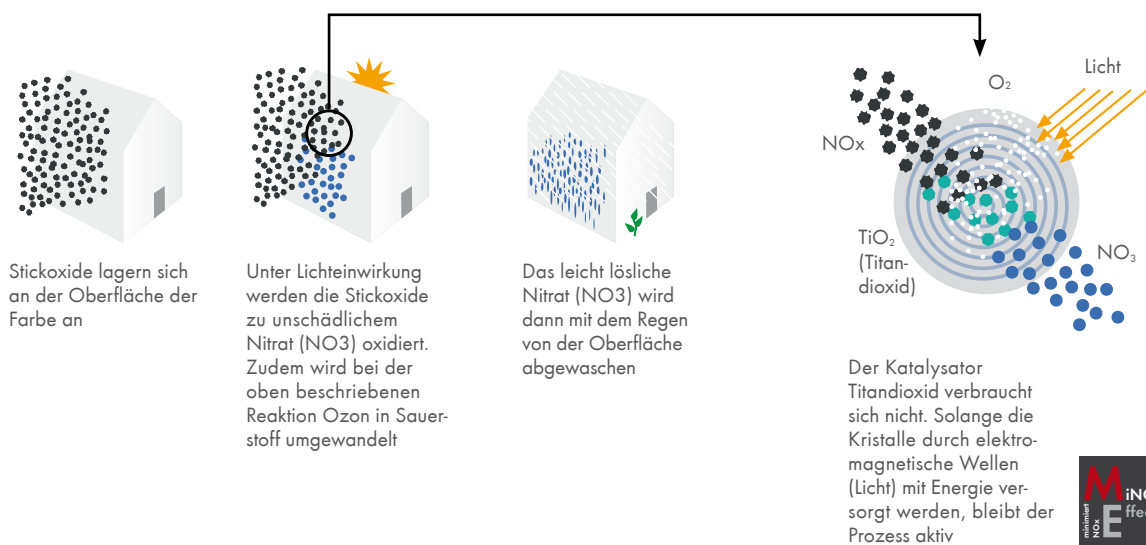 Stickoxide lagern sich
an der Oberfläche der
Farbe an
Unter Lichteinwirkung
werden die Stickoxide
zu unschädlichem
Nitrat (NO3) oxidiert.
Zudem wird bei der
oben beschriebenen
Reaktion Ozon in Sauer-
stoff umgewandelt
Das leicht lösliche
Nitrat (NO3) wird
dann mit dem Regen
von der Oberfläche
abgewaschen
O₂
Licht
NOx
TiO₂
(Titan-
dioxid)
NO₃
Der Katalysator
Titandioxid verbraucht
sich nicht. Solange die
Kristalle durch elektro-
magnetische Wellen
(Licht) mit Energie ver-
sorgt werden, bleibt der
Prozess aktiv
minimiert
NOx